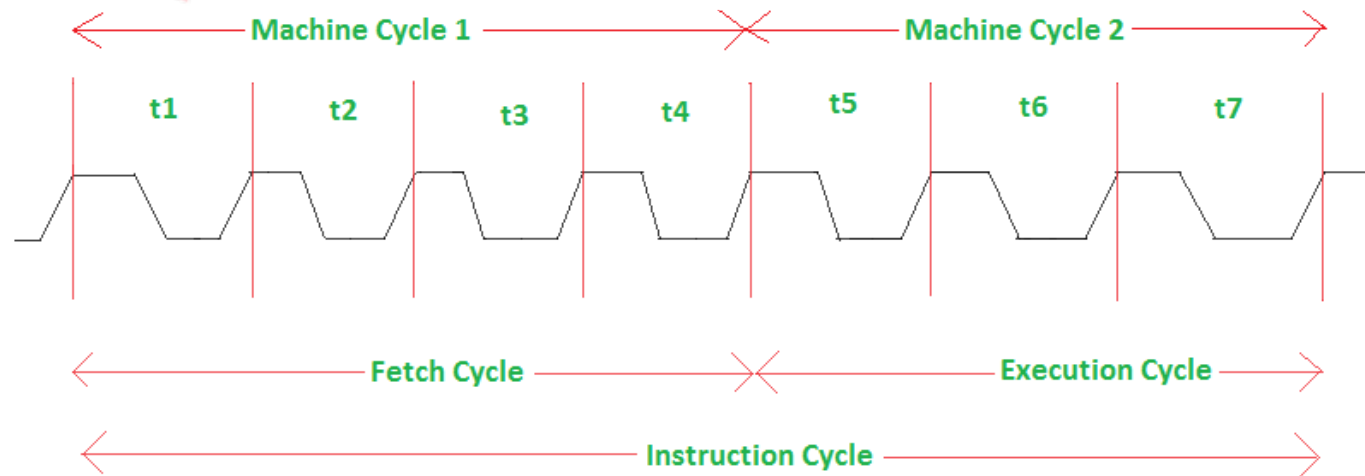 Machine Cycle 1 Machine Cycle 2
t1 t2 t3 t4 t5 t6 t7
Fetch Cycle Execution Cycle
Instruction Cycle